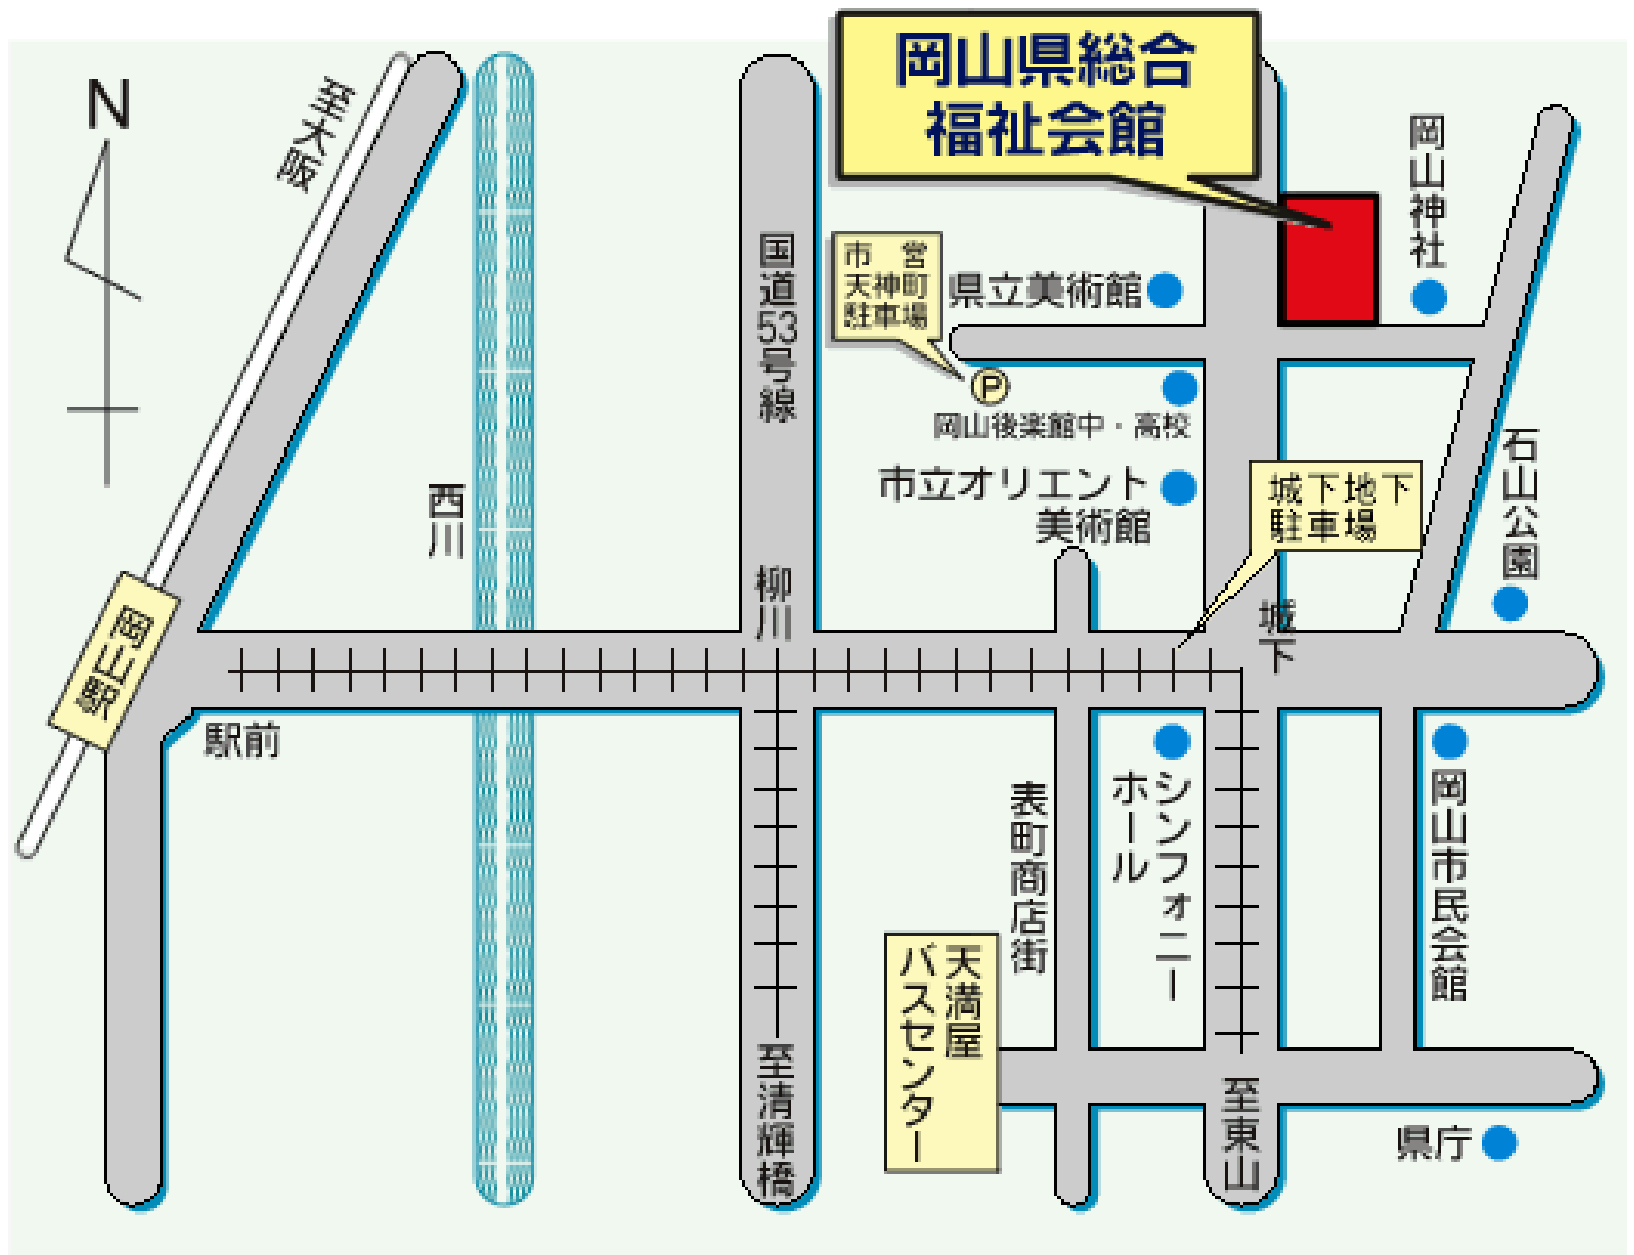 岡山県総合
福祉会館
N
至大阪
岡山神社
国道53号線
市 営
天神町
駐車場
県立美術館
P
岡山後楽館中・高校
石山公園
市立オリエント
美術館
城下地下
駐車場
西川
柳川
城下
岡山駅
駅前
シンフォニー
ホール
表町商店街
岡山市民会館
天満屋
バスセンター
至清輝橋
至東山
県庁